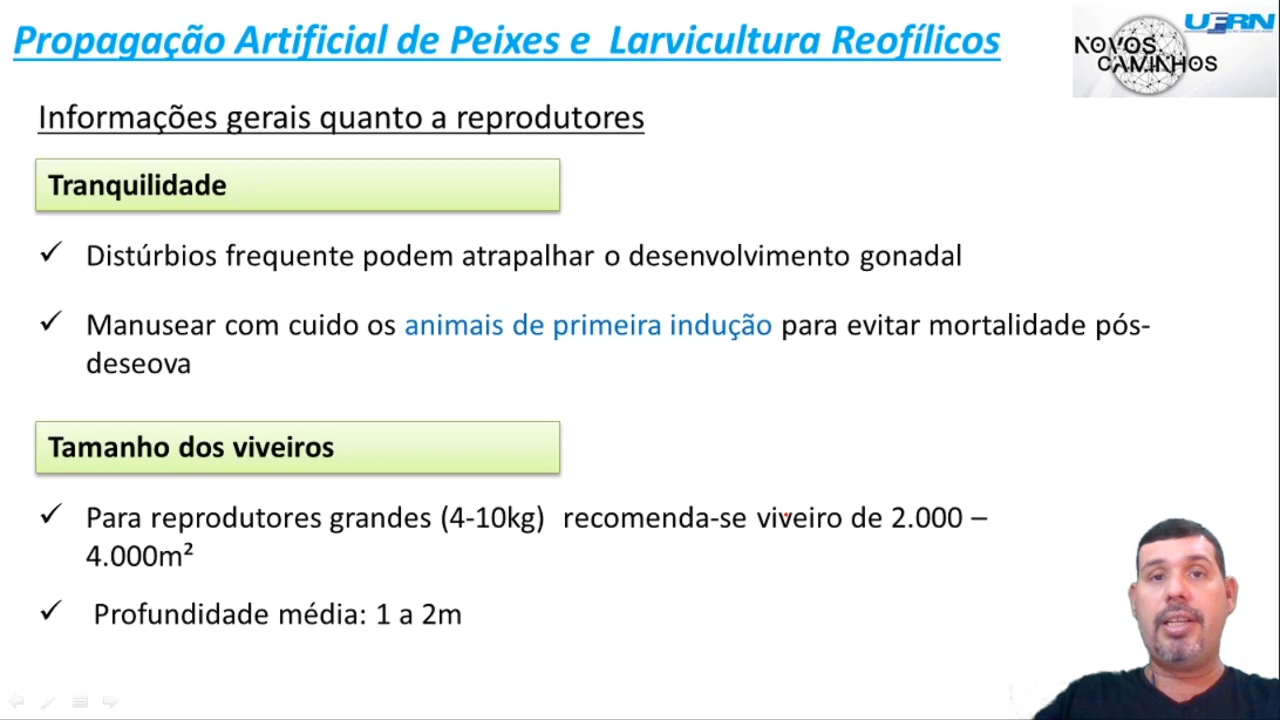 Propagação Artificial de Peixes e Larvicultura Reofílicos
UFRN
NOVOS
CAMINHOS
Informações gerais quanto a reprodutores
Tranquilidade
✓ Distúrbios frequente podem atrapalhar o desenvolvimento gonadal
✓ Manusear com cuido os animais de primeira indução para evitar mortalidade pós-
deseova
Tamanho dos viveiros
✓ Para reprodutores grandes (4-10kg) recomenda-se viveiro de 2.000 –
4.000m²
✓ Profundidade média: 1 a 2m